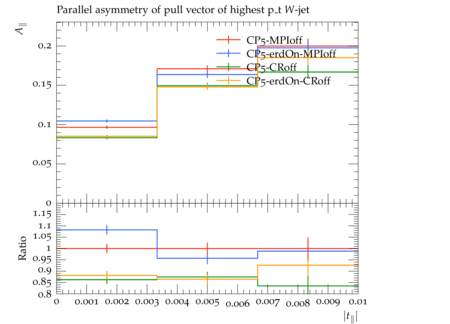 Parallel asymmetry of pull vector of highest p_t W-jet
A∥
0.2
0.15
0.1
0.05
0
CP5-MPIoff
CP5-erdOn-MPIoff
CP5-CRoff
CP5-erdOn-CRoff
Ratio
1.15
1.1
1.05
1
0.95
0.9
0.85
0.8
0 0.001 0.002 0.003 0.004 0.005 0.006 0.007 0.008 0.009 0.01
|t∥|